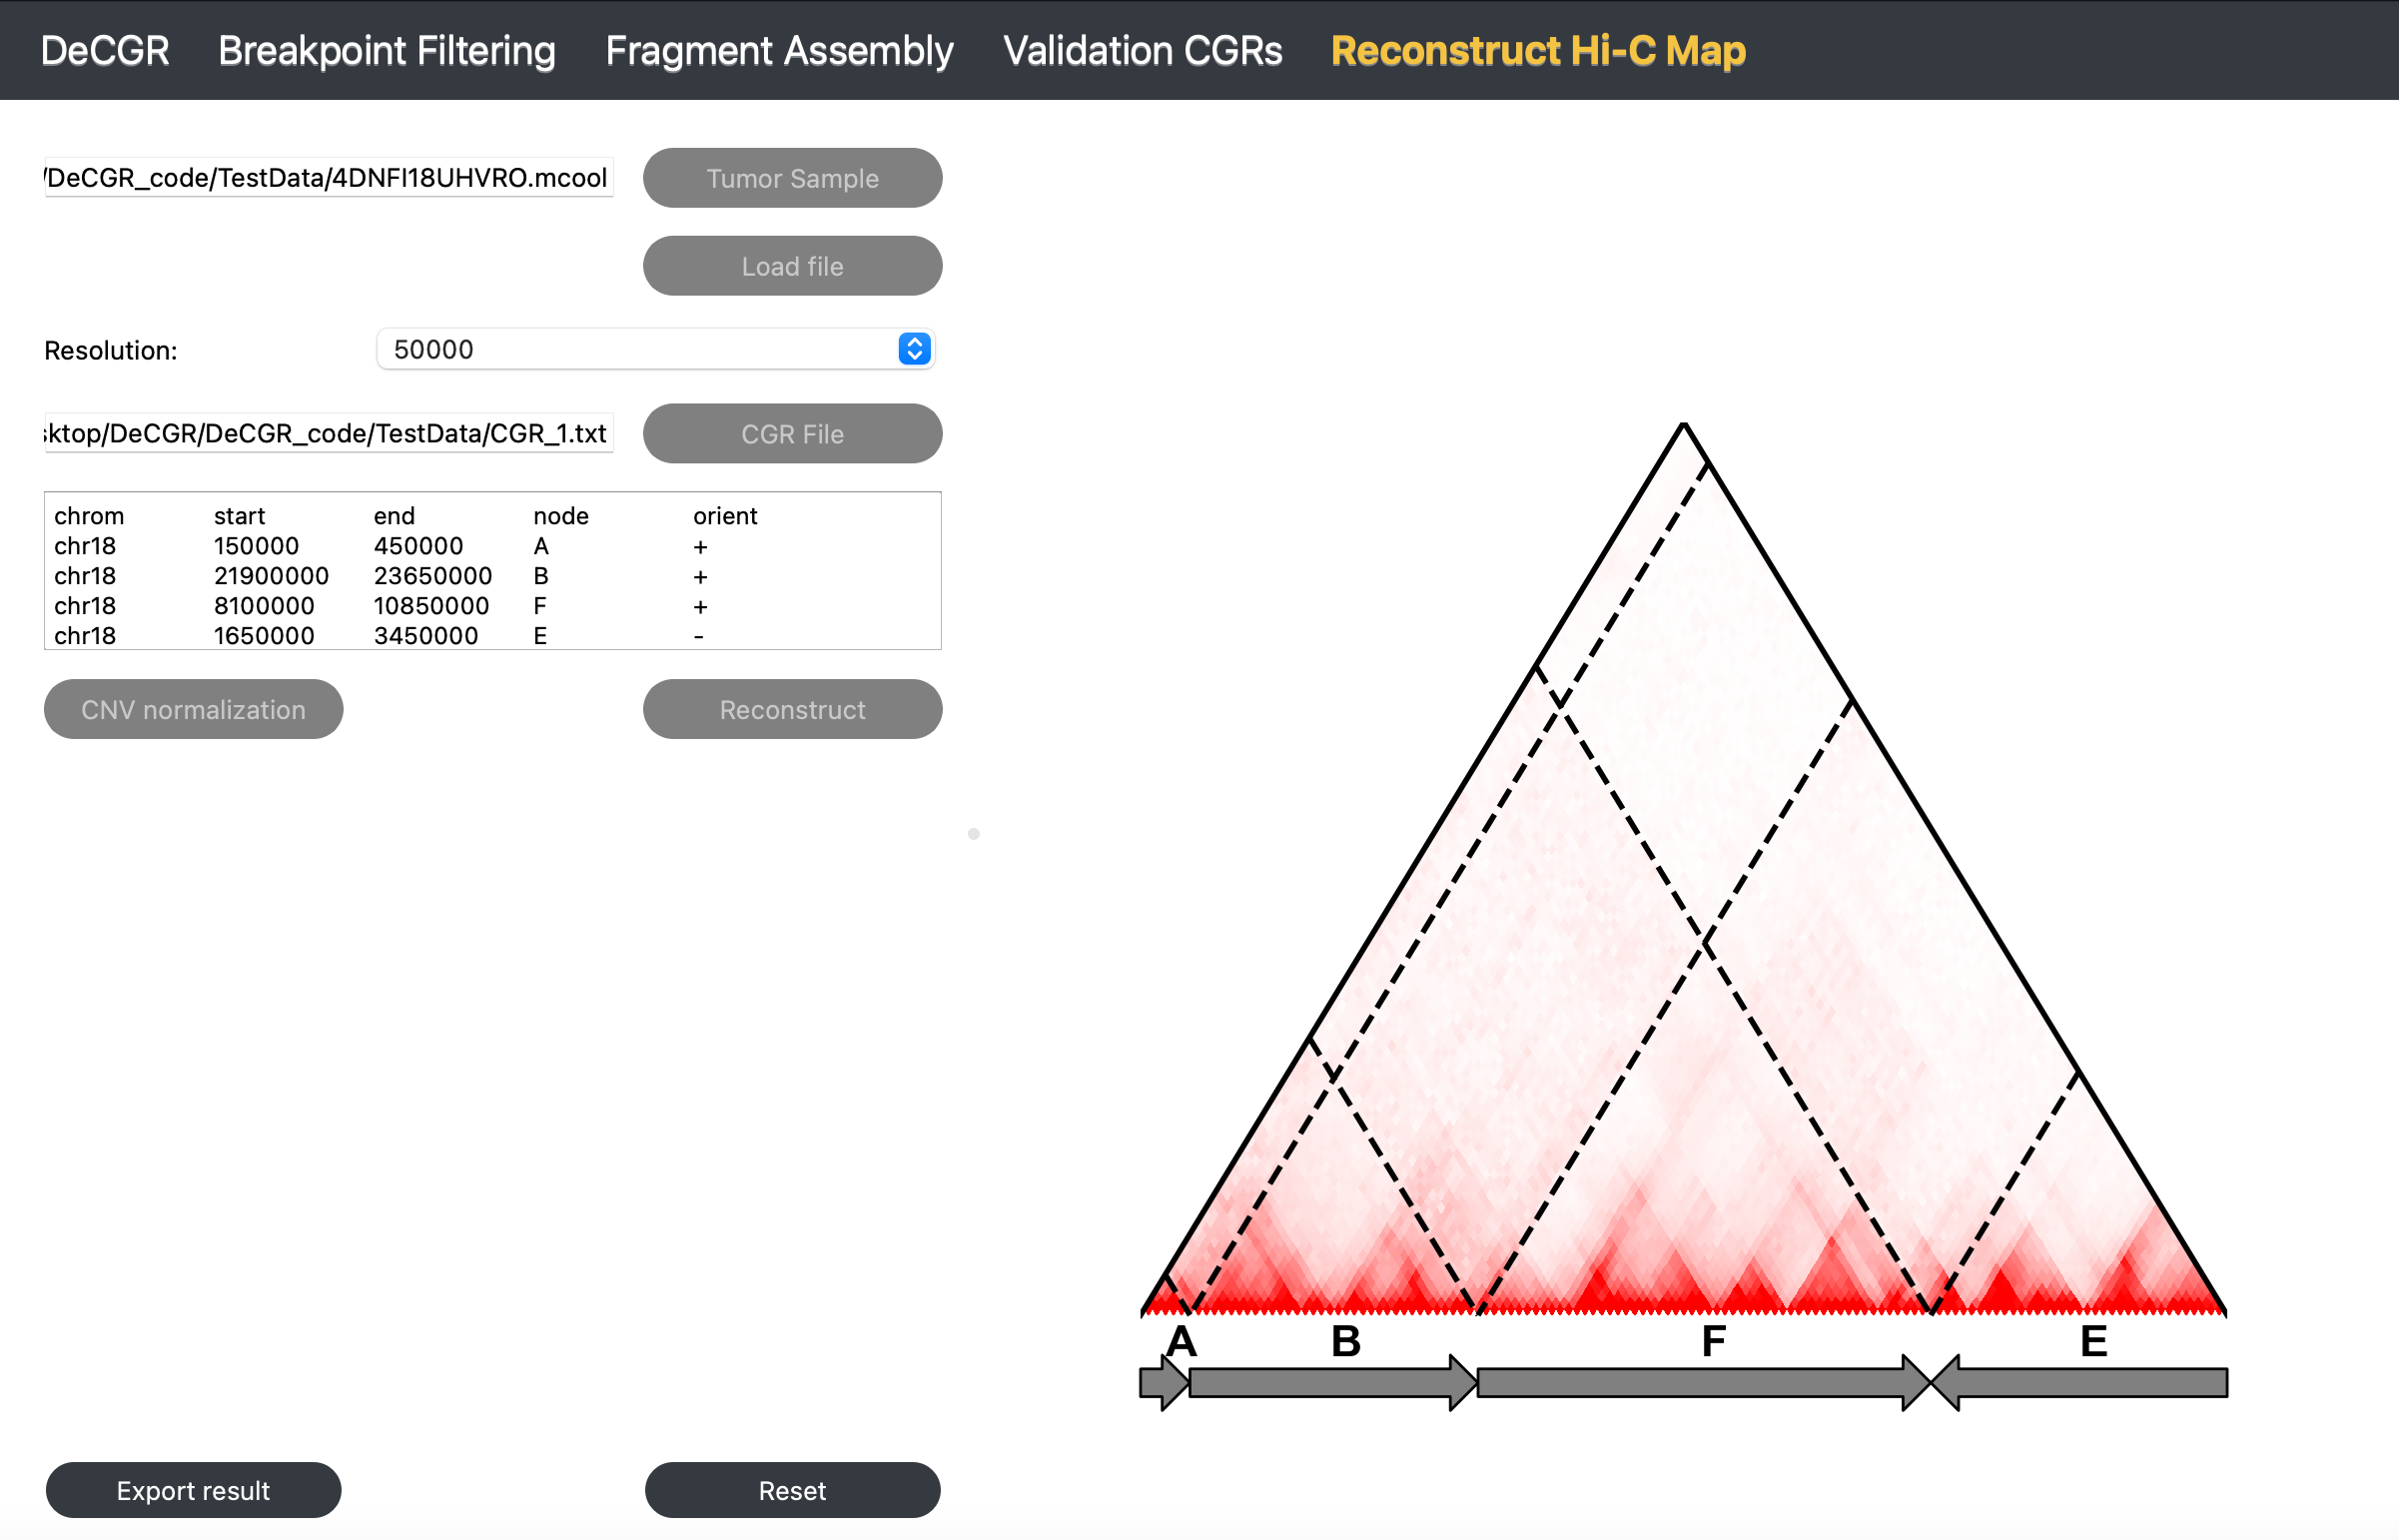 DeCGR Breakpoint Filtering Fragment Assembly Validation CGRs Reconstruct Hi-C Map
/DeCGR_code/TestData/4DNFI18UHVRO.mcool Tumor Sample
Load file
Resolution: 50000
ktop/DeCGR/DeCGR_code/TestData/CGR_1.txt CGR File
chrom start end node orient
chr18 150000 450000 A +
chr18 21900000 23650000 B +
chr18 8100000 10850000 F +
chr18 1650000 3450000 E -
CNV normalization Reconstruct
A B F E
Export result Reset